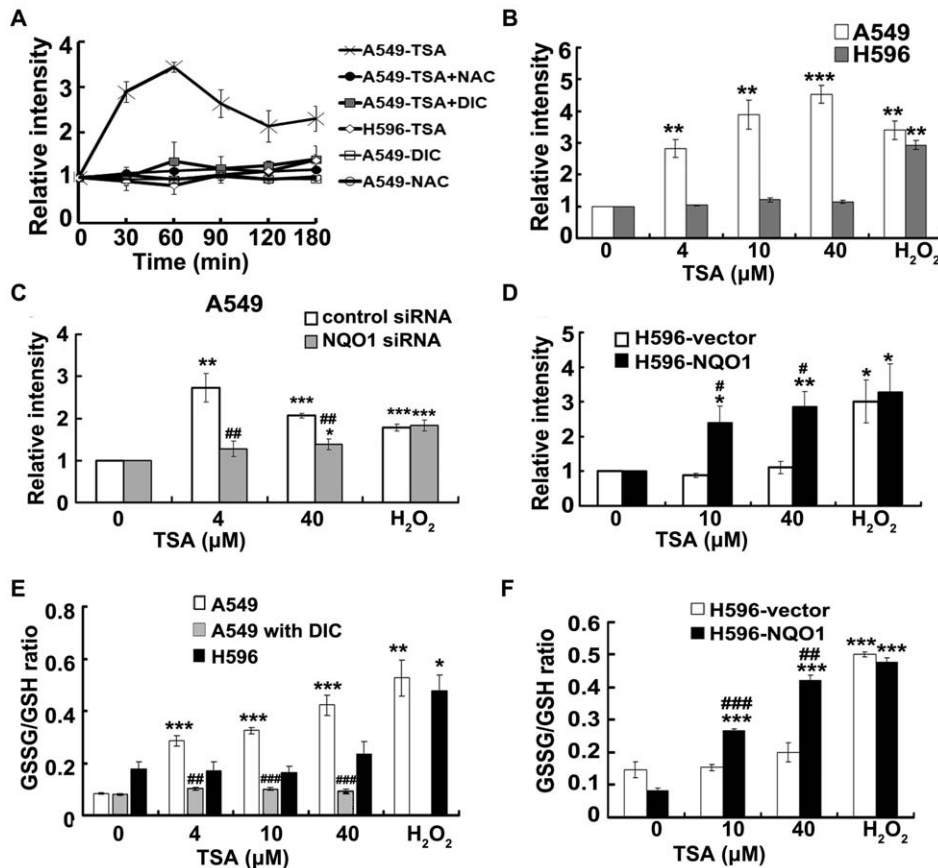 A
Relative intensity
4
3
2
1
0
0 30 60 90 120 180
Time (min)
A549-TSA
A549-TSA+NAC
A549-TSA+DIC
H596-TSA
A549-DIC
A549-NAC
B
Relative intensity
6
5
4
3
2
1
0
A549
H596
** ** *** ** **
0 4 10 40 H₂O₂
TSA (µM)
C
A549
Relative intensity
4
3
2
1
0
control siRNA
NQO1 siRNA
** ## *** ## * *** ***
0 4 40 H₂O₂
TSA (µM)
D
Relative intensity
5
4
3
2
1
0
H596-vector
H596-NQO1
# * # ** * *
0 10 40 H₂O₂
TSA (µM)
E
GSSG/GSH ratio
0.8
0.6
0.4
0.2
0
A549
A549 with DIC
H596
*** ## *** ### *** ### ** *
0 4 10 40 H₂O₂
TSA (µM)
F
GSSG/GSH ratio
0.6
0.5
0.4
0.3
0.2
0.1
0
H596-vector
H596-NQO1
### *** ## *** *** ***
0 10 40 H₂O₂
TSA (µM)